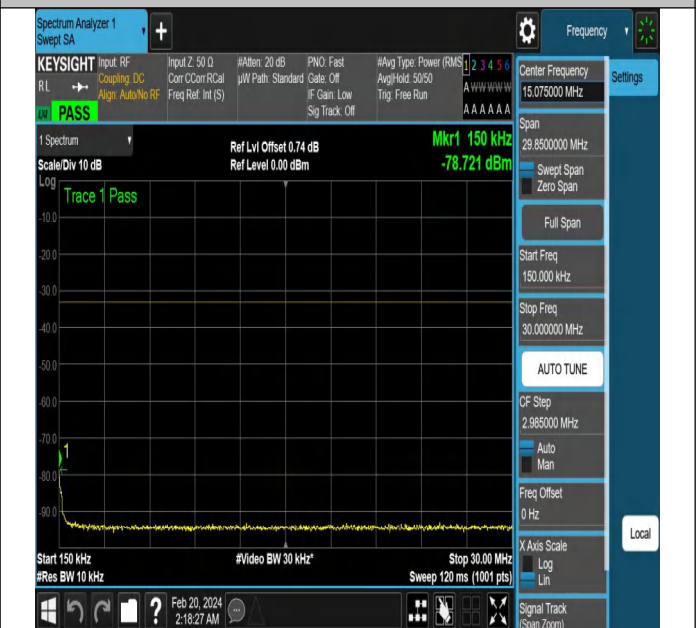 Spectrum Analyzer 1
Swept SA
Frequency
KEYSIGHT
RL
PASS
Input: RF
Coupling: DC
Align: Auto/No RF
Input Z: 50 Ω
Corr CCorr RCal
Freq Ref: Int (S)
#Atten: 20 dB
µW Path: Standard
PNO: Fast
Gate: Off
IF Gain: Low
Sig Track: Off
#Avg Type: Power (RMS
Avg|Hold: 50/50
Trig: Free Run
1 2 3 4 5 6
A W W W W W
A A A A A A
1 Spectrum
Scale/Div 10 dB
Ref Lvl Offset 0.74 dB
Ref Level 0.00 dBm
Mkr1 150 kHz
-78.721 dBm
Log
Trace 1 Pass
-10.0
-20.0
-30.0
-40.0
-50.0
-60.0
-70.0
-80.0
-90.0
1
Start 150 kHz
#Res BW 10 kHz
#Video BW 30 kHz*
Stop 30.00 MHz
Sweep 120 ms (1001 pts)
Feb 20, 2024
2:18:27 AM
Center Frequency
15.075000 MHz
Settings
Span
29.8500000 MHz
Swept Span
Zero Span
Full Span
Start Freq
150.000 kHz
Stop Freq
30.000000 MHz
AUTO TUNE
CF Step
2.985000 MHz
Auto
Man
Freq Offset
0 Hz
X Axis Scale
Log
Lin
Local
Signal Track
(Span Zoom)